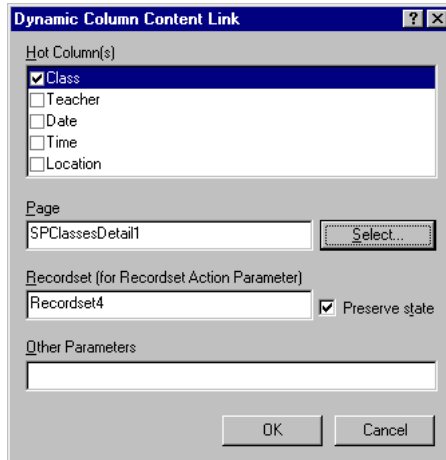 Dynamic Column Content Link
Hot Column(s)
Class
Teacher
Date
Time
Location
Page
SPClassesDetail1
Select...
Recordset (for Recordset Action Parameter)
Recordset4
Preserve state
Other Parameters
OK
Cancel